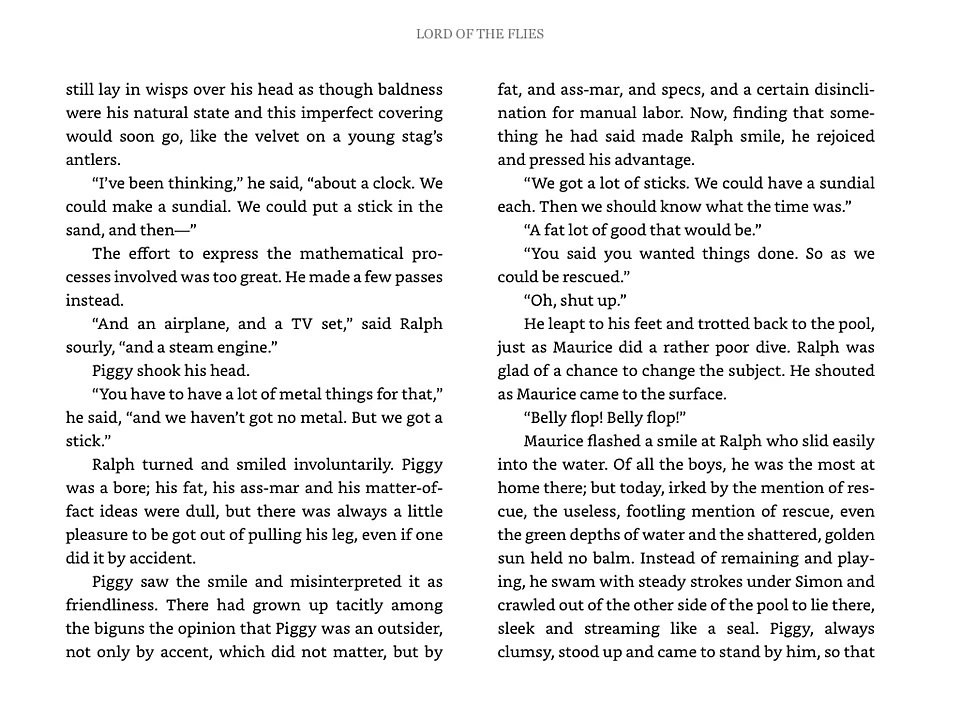 LORD OF THE FLIES
still lay in wisps over his head as though baldness
were his natural state and this imperfect covering
would soon go, like the velvet on a young stag’s
antlers.
“I’ve been thinking,” he said, “about a clock. We
could make a sundial. We could put a stick in the
sand, and then—”
The effort to express the mathematical pro-
cesses involved was too great. He made a few passes
instead.
“And an airplane, and a TV set,” said Ralph
sourly, “and a steam engine.”
Piggy shook his head.
“You have to have a lot of metal things for that,”
he said, “and we haven’t got no metal. But we got a
stick.”
Ralph turned and smiled involuntarily. Piggy
was a bore; his fat, his ass-mar and his matter-of-
fact ideas were dull, but there was always a little
pleasure to be got out of pulling his leg, even if one
did it by accident.
Piggy saw the smile and misinterpreted it as
friendliness. There had grown up tacitly among
the biguns the opinion that Piggy was an outsider,
not only by accent, which did not matter, but by
fat, and ass-mar, and specs, and a certain disincli-
nation for manual labor. Now, finding that some-
thing he had said made Ralph smile, he rejoiced
and pressed his advantage.
“We got a lot of sticks. We could have a sundial
each. Then we should know what the time was.”
“A fat lot of good that would be.”
“You said you wanted things done. So as we
could be rescued.”
“Oh, shut up.”
He leapt to his feet and trotted back to the pool,
just as Maurice did a rather poor dive. Ralph was
glad of a chance to change the subject. He shouted
as Maurice came to the surface.
“Belly flop! Belly flop!”
Maurice flashed a smile at Ralph who slid easily
into the water. Of all the boys, he was the most at
home there; but today, irked by the mention of res-
cue, the useless, footling mention of rescue, even
the green depths of water and the shattered, golden
sun held no balm. Instead of remaining and play-
ing, he swam with steady strokes under Simon and
crawled out of the other side of the pool to lie there,
sleek and streaming like a seal. Piggy, always
clumsy, stood up and came to stand by him, so that